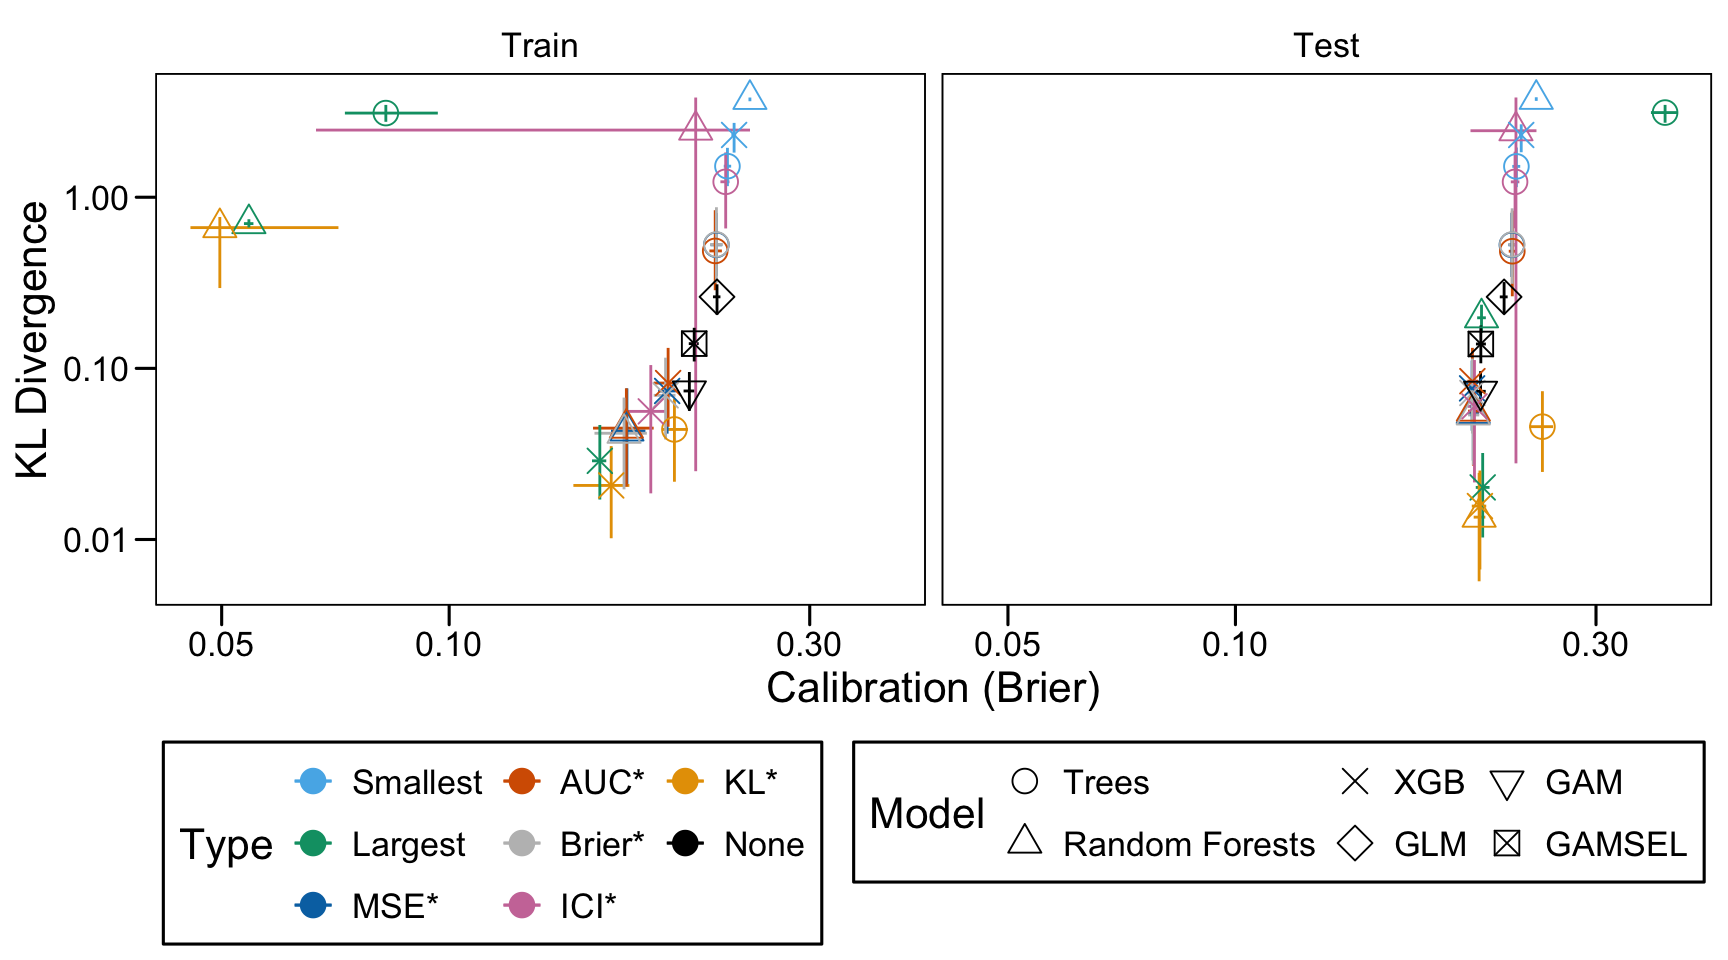 Train Test
KL Divergence
1.00
0.10
0.01
0.05 0.10 0.30 0.05 0.10 0.30
Calibration (Brier)
Type
Smallest AUC* KL*
Largest Brier* None
MSE* ICI*
Model
Trees XGB GAM
Random Forests GLM GAMSEL